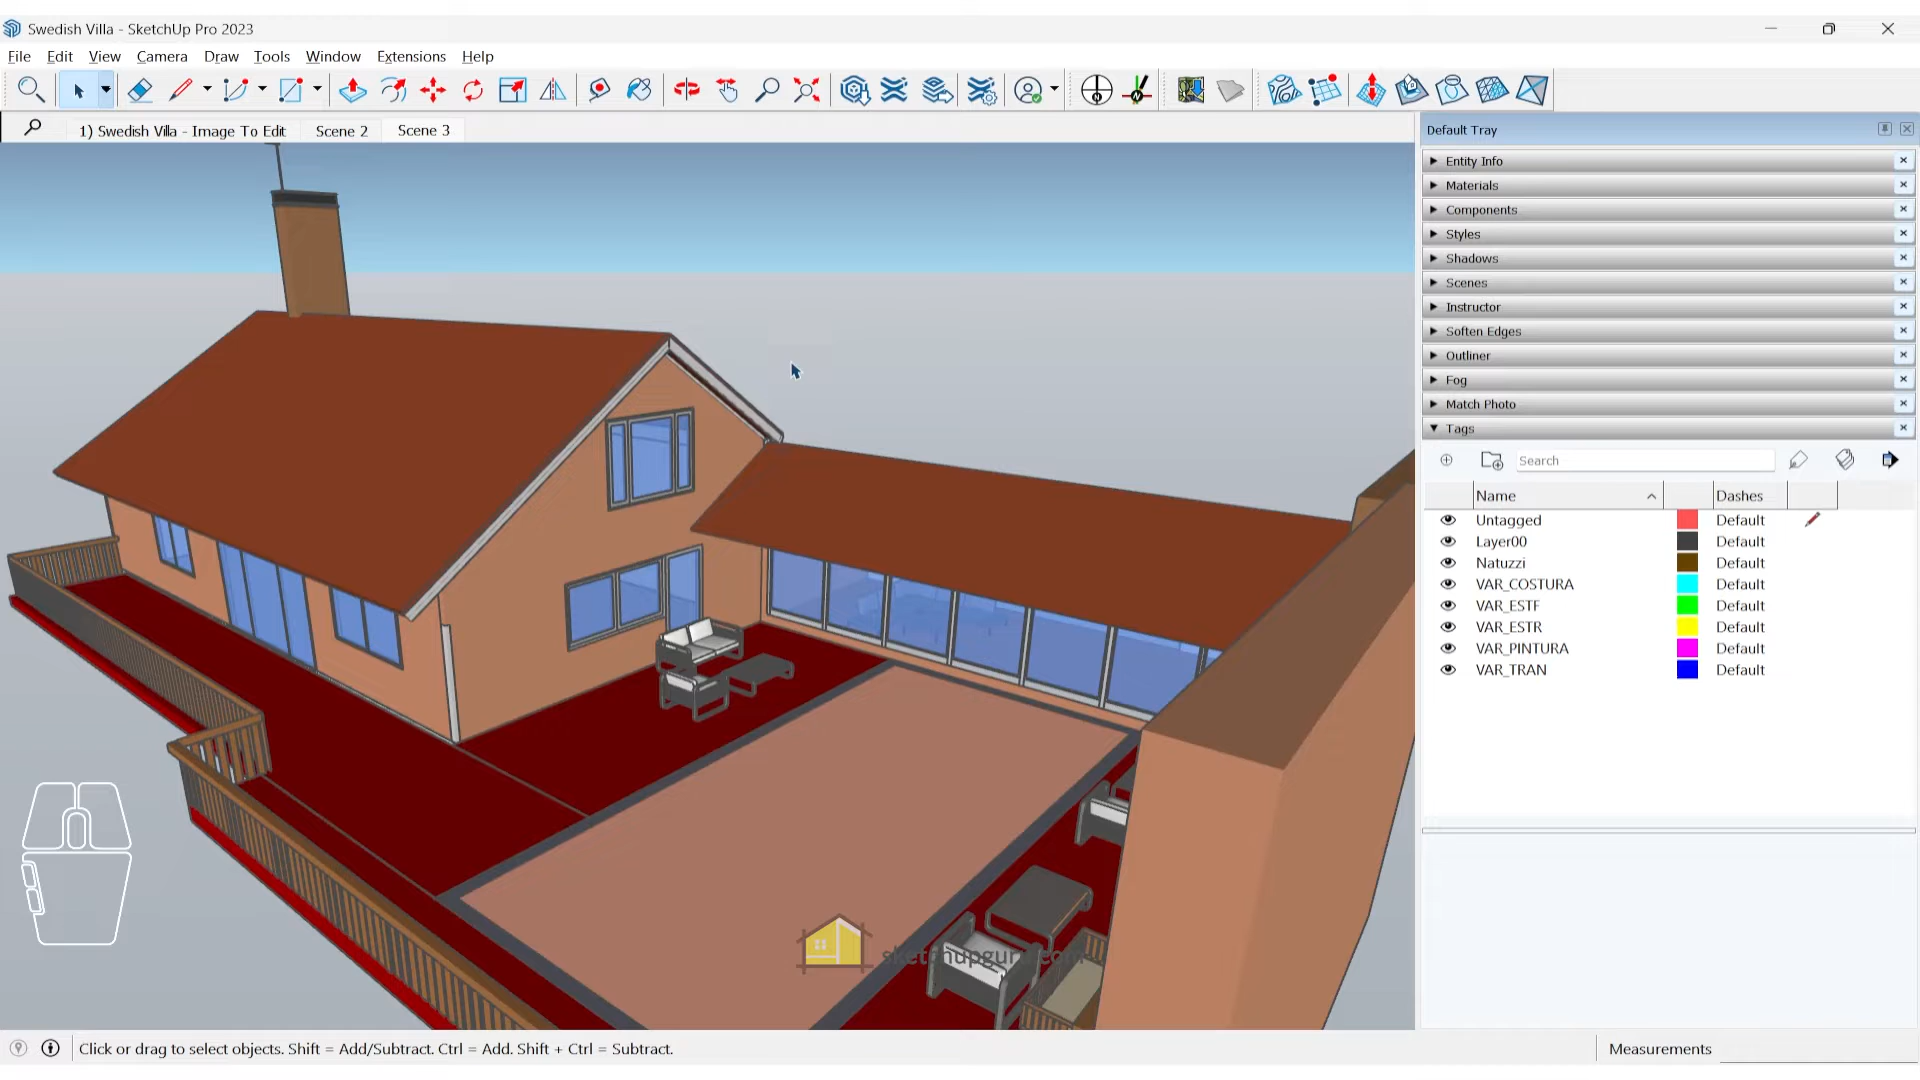 Swedish Villa - SketchUp Pro 2023
File Edit View Camera Draw Tools Window Extensions Help
1) Swedish Villa - Image To Edit Scene 2 Scene 3
Default Tray
Entity Info
Materials
Components
Styles
Shadows
Scenes
Instructor
Soften Edges
Outliner
Fog
Match Photo
Tags
Search
Name Dashes
Untagged Default
Layer00 Default
Natuzzi Default
VAR_COSTURA Default
VAR_ESTF Default
VAR_ESTR Default
VAR_PINTURA Default
VAR_TRAN Default
sketchupguru.com
Click or drag to select objects. Shift = Add/Subtract. Ctrl = Add. Shift + Ctrl = Subtract.
Measurements